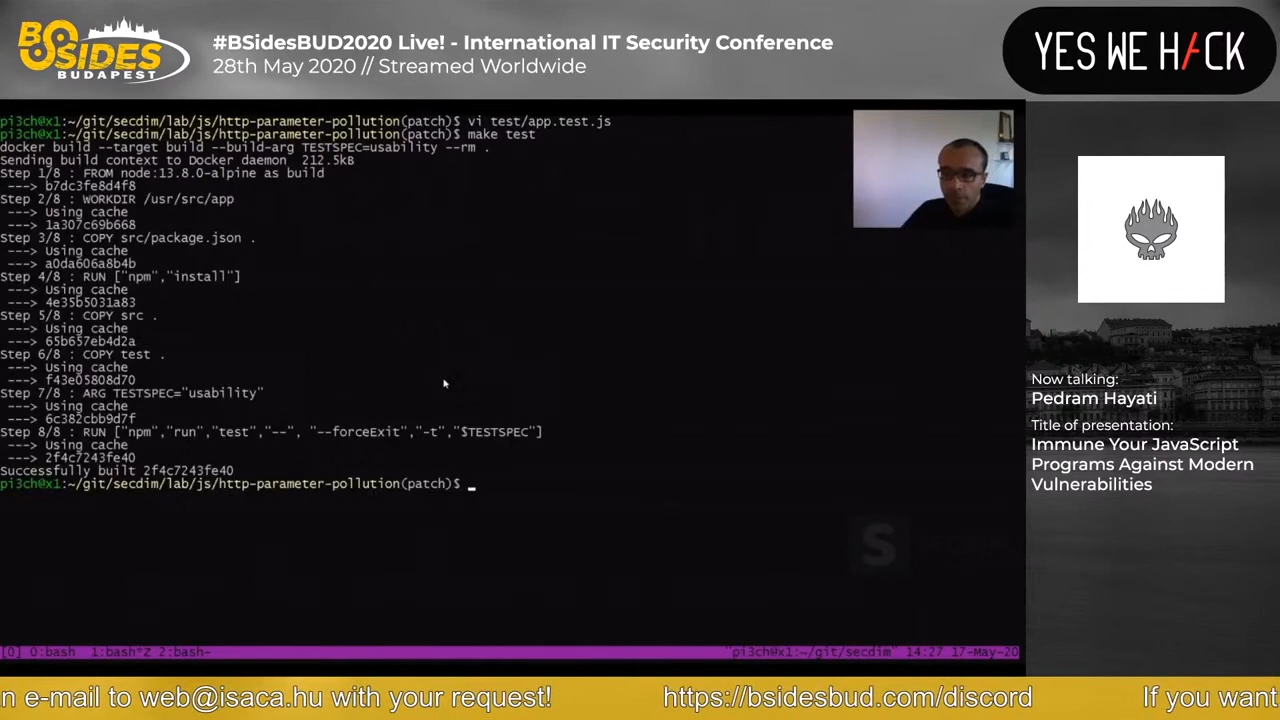 BSIDES
BUDAPEST
#BSidesBUD2020 Live! - International IT Security Conference
28th May 2020 // Streamed Worldwide
YES WE H/CK
pi3ch@x1:~/git/secdim/lab/js/http-parameter-pollution(patch)$ vi test/app.test.js
pi3ch@x1:~/git/secdim/lab/js/http-parameter-pollution(patch)$ make test
docker build --target build --build-arg TESTSPEC=usability --rm .
Sending build context to Docker daemon  212.5kB
Step 1/8 : FROM node:13.8.0-alpine as build
 ---> b7dc3fe8d4f8
Step 2/8 : WORKDIR /usr/src/app
 ---> Using cache
 ---> 1a307c69b668
Step 3/8 : COPY src/package.json .
 ---> Using cache
 ---> a0da606a8b4b
Step 4/8 : RUN ["npm","install"]
 ---> Using cache
 ---> 4e35b5031a83
Step 5/8 : COPY src .
 ---> Using cache
 ---> 65b657eb4d2a
Step 6/8 : COPY test .
 ---> Using cache
 ---> f43e05808d70
Step 7/8 : ARG TESTSPEC="usability"
 ---> Using cache
 ---> 6c382cbb9d7f
Step 8/8 : RUN ["npm","run","test","--", "--forceExit","-t","$TESTSPEC"]
 ---> Using cache
 ---> 2f4c7243fe40
Successfully built 2f4c7243fe40
pi3ch@x1:~/git/secdim/lab/js/http-parameter-pollution(patch)$
S
[0] 0:bash  1:bash*Z 2:bash-
"pi3ch@x1:~/git/secdim" 14:27 17-May-20
Now talking:
Pedram Hayati
Title of presentation:
Immune Your JavaScript
Programs Against Modern
Vulnerabilities
n e-mail to web@isaca.hu with your request!
https://bsidesbud.com/discord
If you want